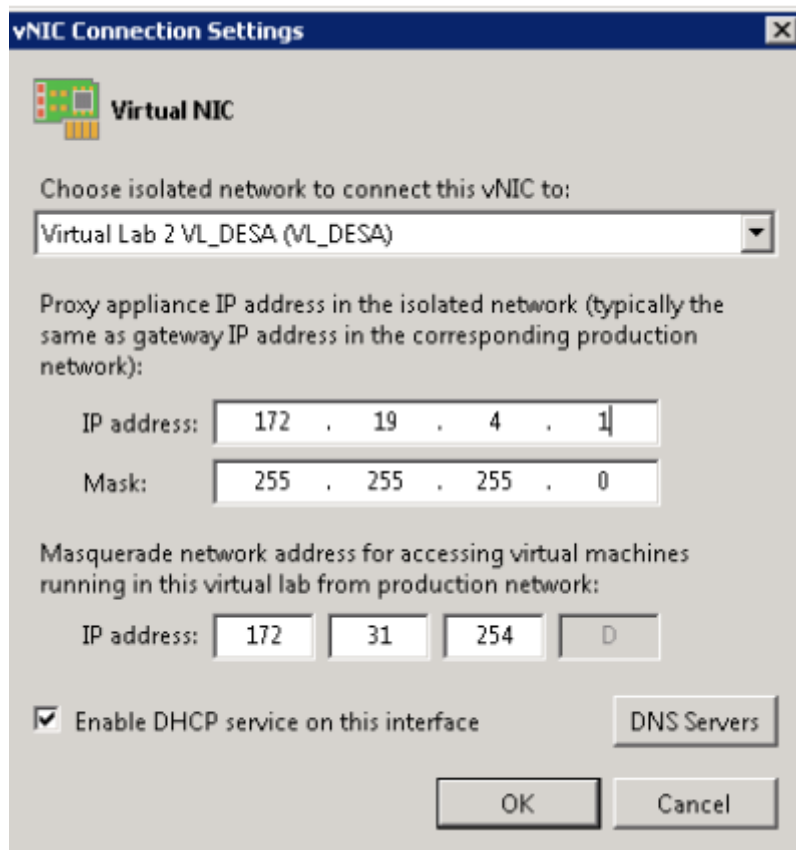 vNIC Connection Settings
Virtual NIC
Choose isolated network to connect this vNIC to:
Virtual Lab 2 VL_DESA (VL_DESA)
Proxy appliance IP address in the isolated network (typically the
same as gateway IP address in the corresponding production
network):
IP address: 172 . 19 . 4 . 1
Mask: 255 . 255 . 255 . 0
Masquerade network address for accessing virtual machines
running in this virtual lab from production network:
IP address: 172 31 254 D
Enable DHCP service on this interface
DNS Servers
OK Cancel